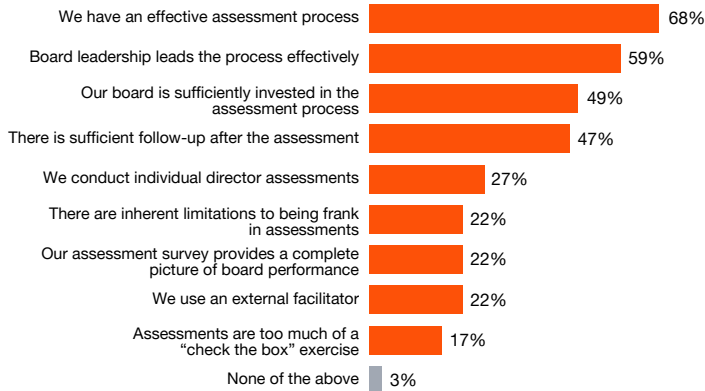 We have an effective assessment process
68%
Board leadership leads the process effectively
59%
Our board is sufficiently invested in the
assessment process
49%
There is sufficient follow-up after the assessment
47%
We conduct individual director assessments
27%
There are inherent limitations to being frank
in assessments
22%
Our assessment survey provides a complete
picture of board performance
22%
We use an external facilitator
22%
Assessments are too much of a
“check the box” exercise
17%
None of the above
3%